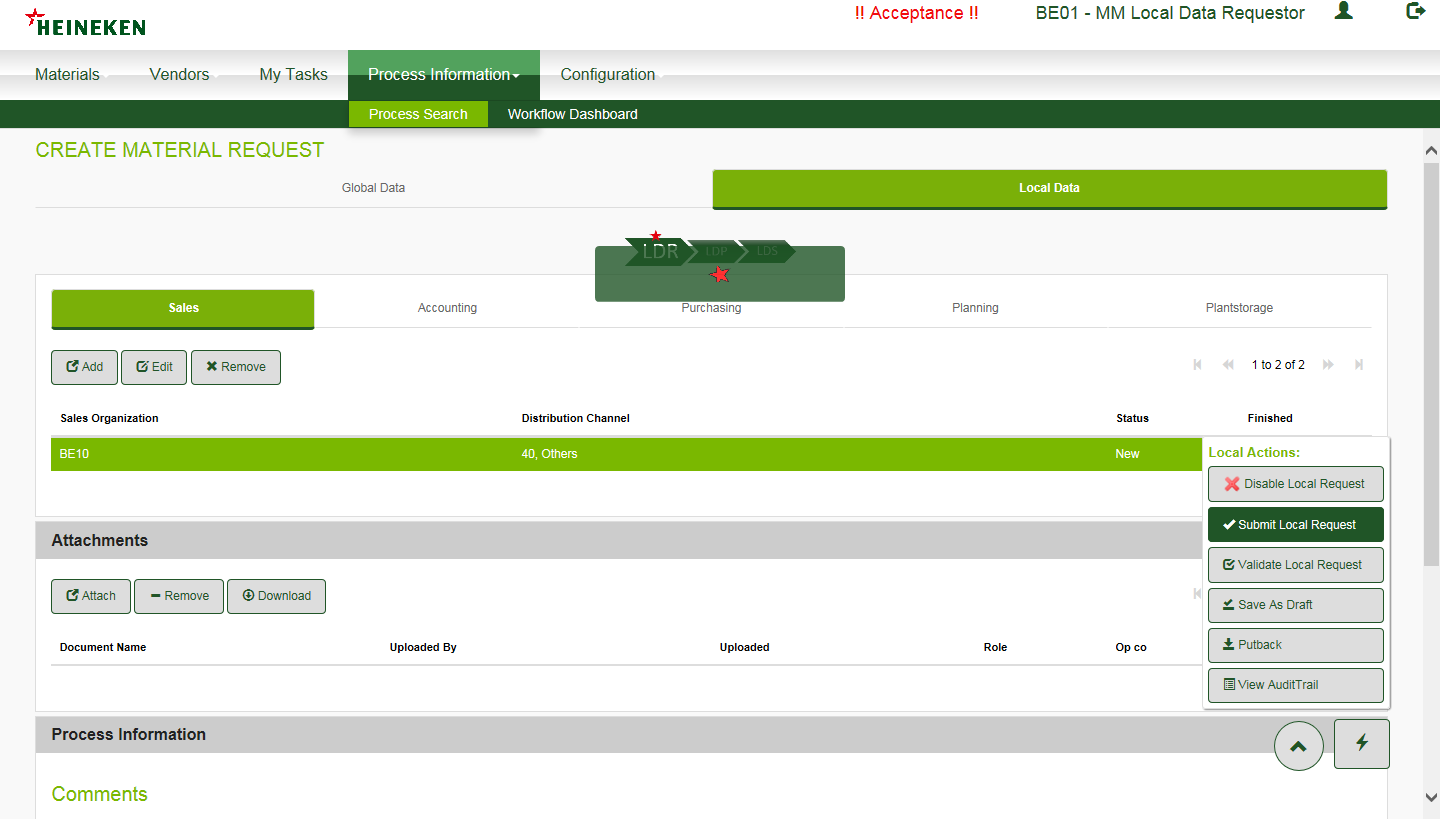 HEINEKEN
!! Acceptance !!
BE01 - MM Local Data Requestor
Materials
Vendors
My Tasks
Process Information
Configuration
Process Search
Workflow Dashboard
CREATE MATERIAL REQUEST
Global Data
Local Data
LDR
LDP
LDS
Sales
Accounting
Purchasing
Planning
Plantstorage
Add
Edit
Remove
1 to 2 of 2
Sales Organization
Distribution Channel
Status
Finished
BE10
40, Others
New
Local Actions:
Disable Local Request
Submit Local Request
Validate Local Request
Save As Draft
Putback
View AuditTrail
Attachments
Attach
Remove
Download
Document Name
Uploaded By
Uploaded
Role
Op co
Process Information
Comments